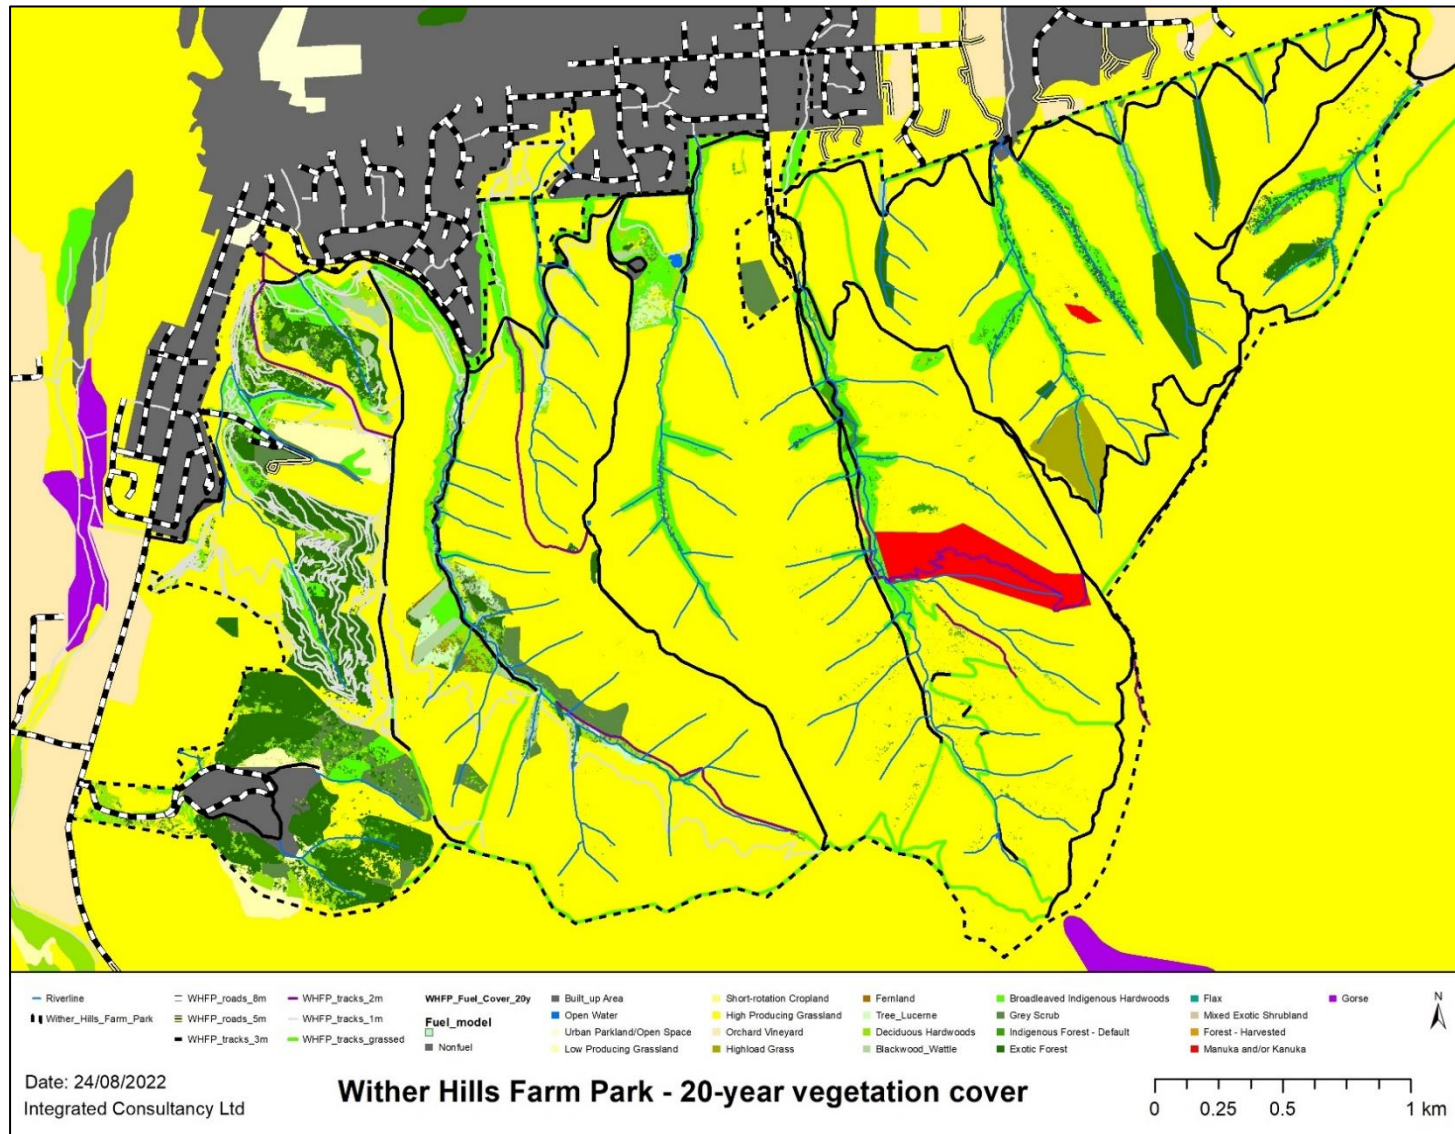 Riverline
Wither_Hills_Farm_Park
WHFP_roads_8m
WHFP_roads_5m
WHFP_tracks_3m
WHFP_tracks_2m
WHFP_tracks_1m
WHFP_tracks_grassed
WHFP_Fuel_Cover_20y
Fuel_model
Nonfuel
Built_up Area
Open Water
Urban Parkland/Open Space
Low Producing Grassland
Short-rotation Cropland
High Producing Grassland
Orchard Vineyard
Highload Grass
Fernland
Tree_Lucerne
Deciduous Hardwoods
Blackwood_Wattle
Broadleaved Indigenous Hardwoods
Grey Scrub
Indigenous Forest - Default
Exotic Forest
Flax
Mixed Exotic Shrubland
Forest - Harvested
Manuka and/or Kanuka
Gorse
N
Date: 24/08/2022
Integrated Consultancy Ltd
Wither Hills Farm Park - 20-year vegetation cover
0 0.25 0.5 1 km